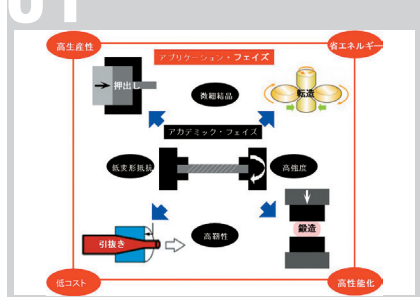 01
高生産性
アプリケーション・フェイズ
省エネルギー
押出し
微細結晶
転造
アカデミック・フェイズ
低変形抵抗
高強度
高靭性
鍛造
引抜き
低コスト
高性能化